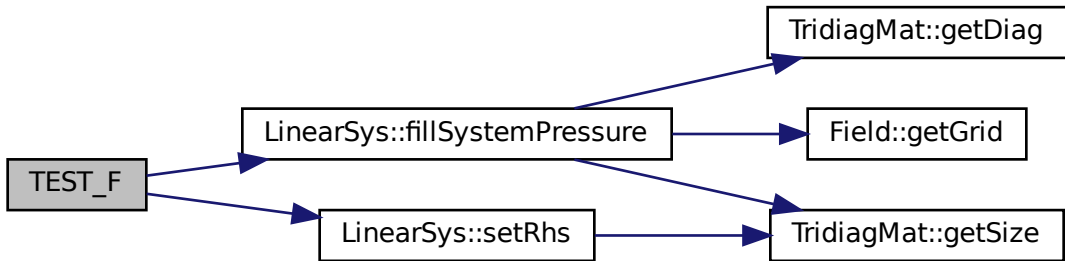 TridiagMat::getDiag
LinearSys::fillSystemPressure
Field::getGrid
TEST_F
LinearSys::setRhs
TridiagMat::getSize